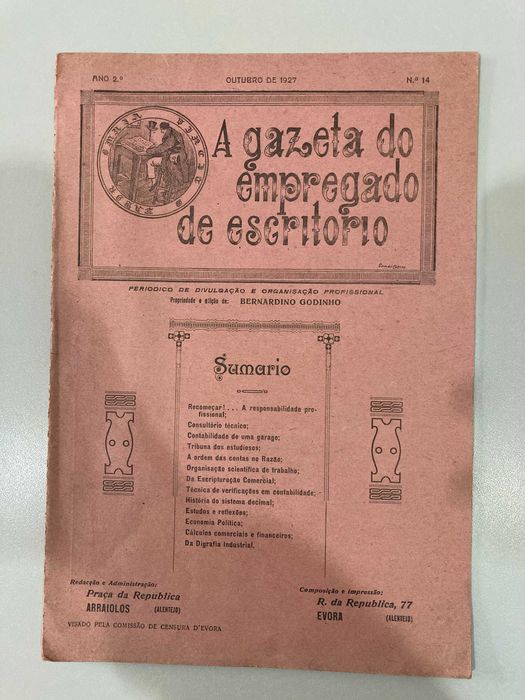 ANO 2.º
OUTUBRO DE 1927
N.º 14
OMNIA VINCIT
LABOR
A gazeta do
empregado
de escritorio
PERIODICO DE DIVULGAÇÃO E ORGANISAÇÃO PROFISSIONAL
Propriedade e edição de: BERNARDINO GODINHO
Sumario
Recomeçar!... A responsabilidade pro-
fissional;
Consultório técnico;
Contabilidade de uma garage;
Tribuna dos estudiosos;
A ordem das contas no Razão;
Organisação scientifica do trabalho;
Da Escripturação Comercial;
Técnica de verificações em contabilidade;
História do sistema decimal;
Estudos e reflexões;
Economia Politica;
Cálculos comerciais e financeiros;
Da Digrafia Industrial.
Redacção e Administração:
Praça da Republica
ARRAIOLOS (ALENTEJO)
Composição e impressão:
R. da Republica, 77
EVORA (ALENTEJO)
VISADO PELA COMISSÃO DE CENSURA D'EVORA